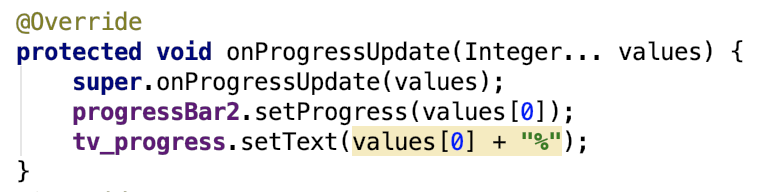 @Override
protected void onProgressUpdate(Integer... values) {
    super.onProgressUpdate(values);
    progressBar2.setProgress(values[0]);
    tv_progress.setText(values[0] + "%");
}